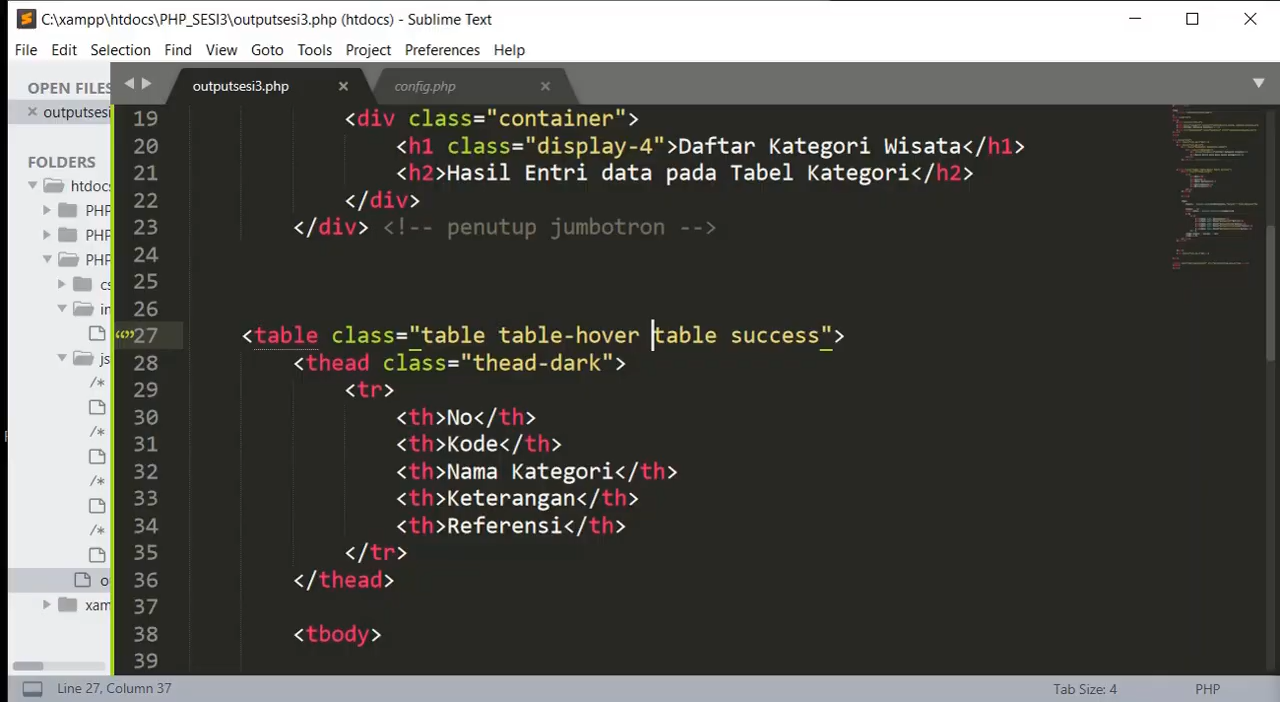 C:\xampp\htdocs\PHP_SESI3\outputsesi3.php (htdocs) - Sublime Text
File Edit Selection Find View Goto Tools Project Preferences Help
OPEN FILES
outputsesi
FOLDERS
htdocs
PHP
PHP
PHP
cs
in
js
/*
/*
/*
/*
o
xam
outputsesi3.php
config.php
19 <div class="container">
20 <h1 class="display-4">Daftar Kategori Wisata</h1>
21 <h2>Hasil Entri data pada Tabel Kategori</h2>
22 </div>
23 </div> <!-- penutup jumbotron -->
24
25
26
27 <table class="table table-hover table success">
28 <thead class="thead-dark">
29 <tr>
30 <th>No</th>
31 <th>Kode</th>
32 <th>Nama Kategori</th>
33 <th>Keterangan</th>
34 <th>Referensi</th>
35 </tr>
36 </thead>
37
38 <tbody>
39
Line 27, Column 37
Tab Size: 4
PHP